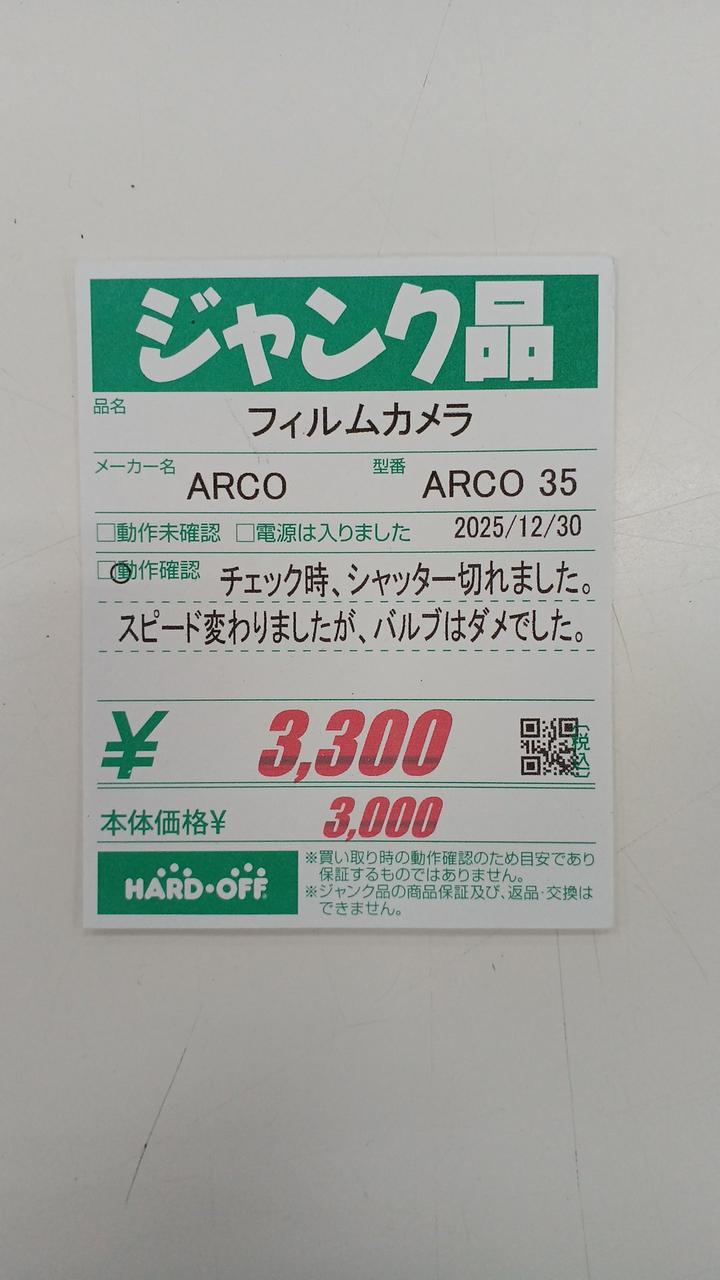 ジャンク品
品名
フィルムカメラ
メーカー名 ARCO 型番 ARCO 35
□動作未確認 □電源は入りました 2025/12/30
□動作確認 チェック時、シャッター切れました。
スピード変わりましたが、バルブはダメでした。
¥ 3,300 (税込)
本体価格¥ 3,000
HARD・OFF
※買い取り時の動作確認のため目安であり
保証するものではありません。
※ジャンク品の商品保証及び、返品・交換は
できません。